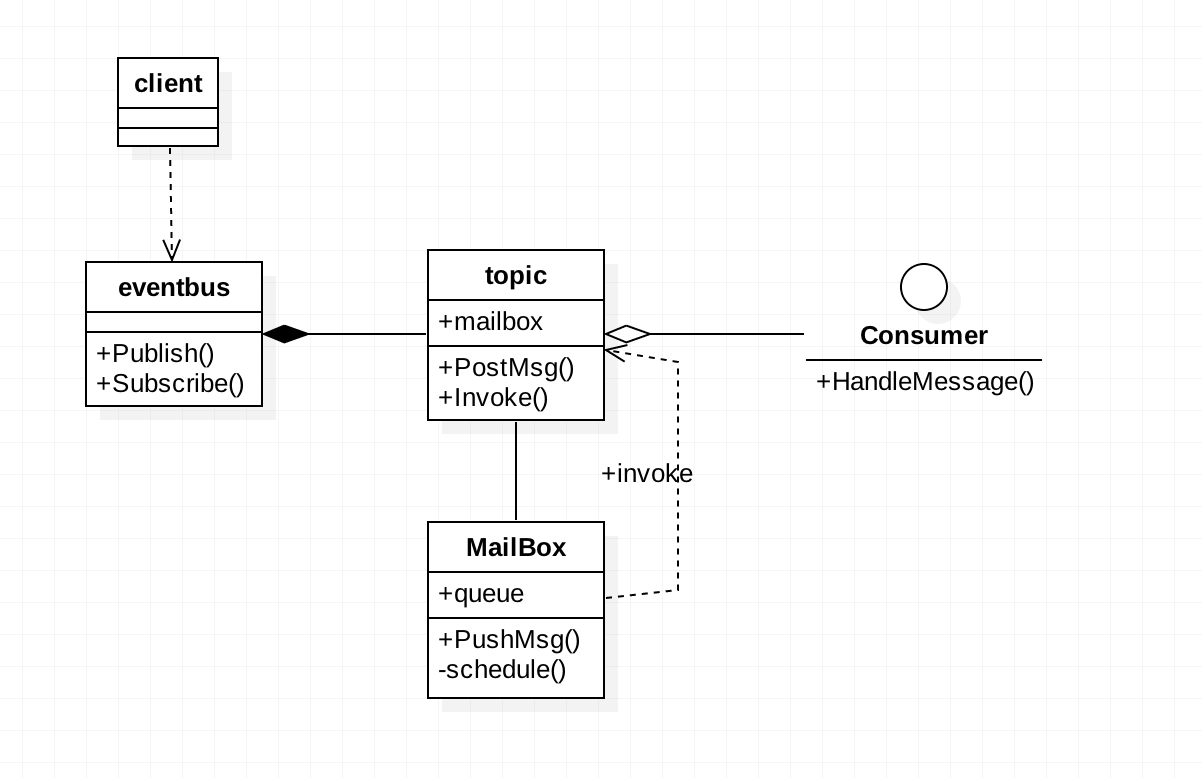 client
eventbus
+Publish()
+Subscribe()
topic
+mailbox
+PostMsg()
+Invoke()
Consumer
+HandleMessage()
+invoke
MailBox
+queue
+PushMsg()
-schedule()